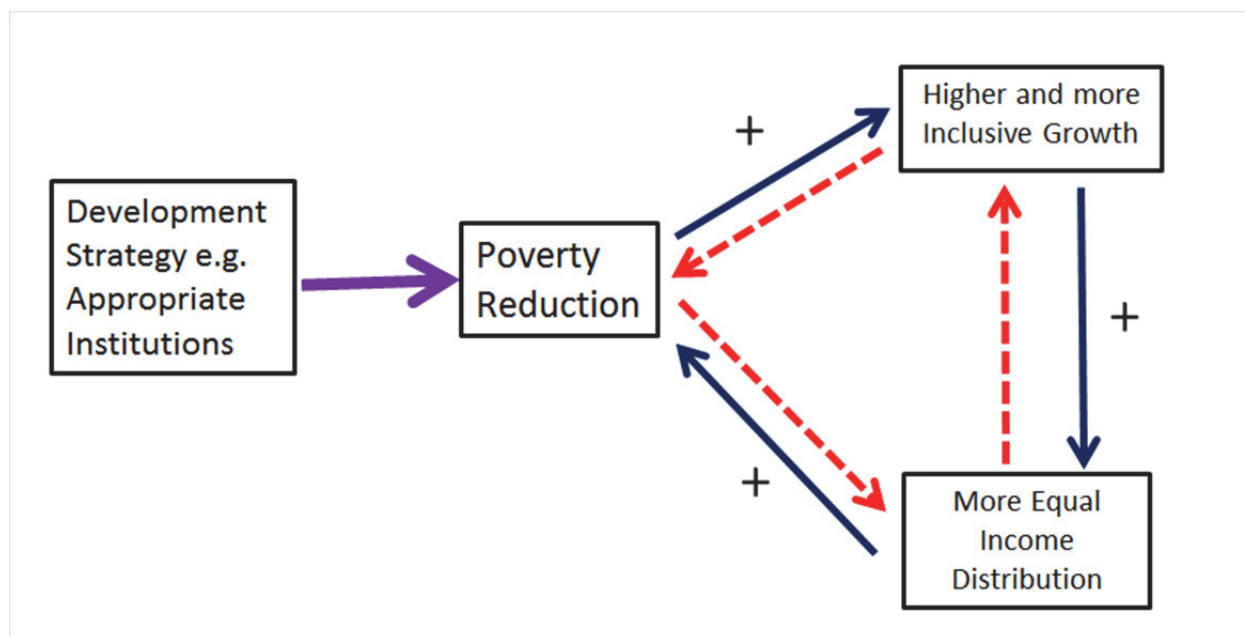 Development
Strategy e.g.
Appropriate
Institutions
Poverty
Reduction
+
Higher and more
Inclusive Growth
+
+
More Equal
Income
Distribution